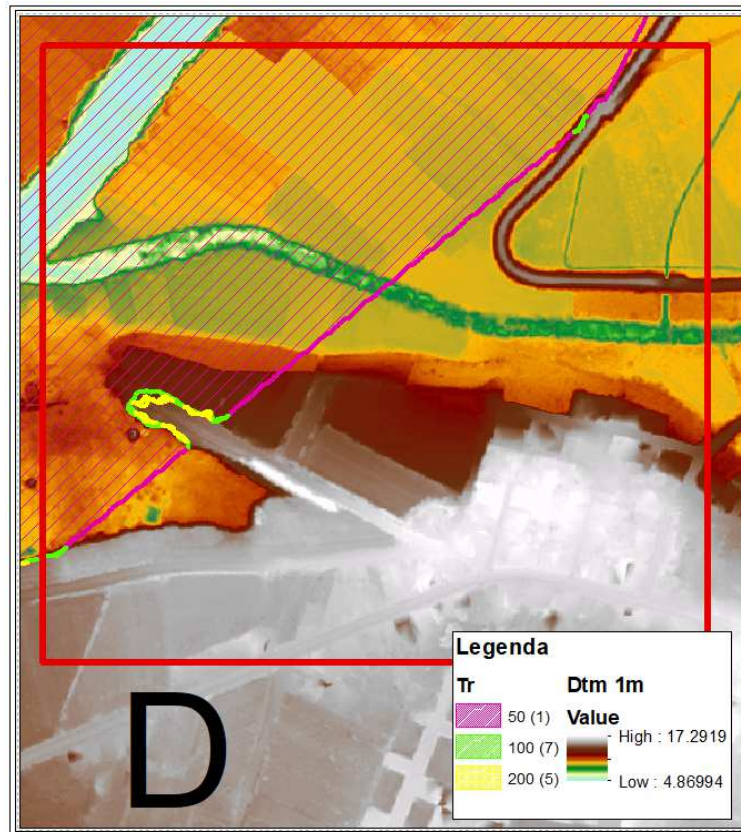 D
Legenda
Tr
50 (1)
100 (7)
200 (5)
Dtm 1m
Value
High : 17.2919
Low : 4.86994